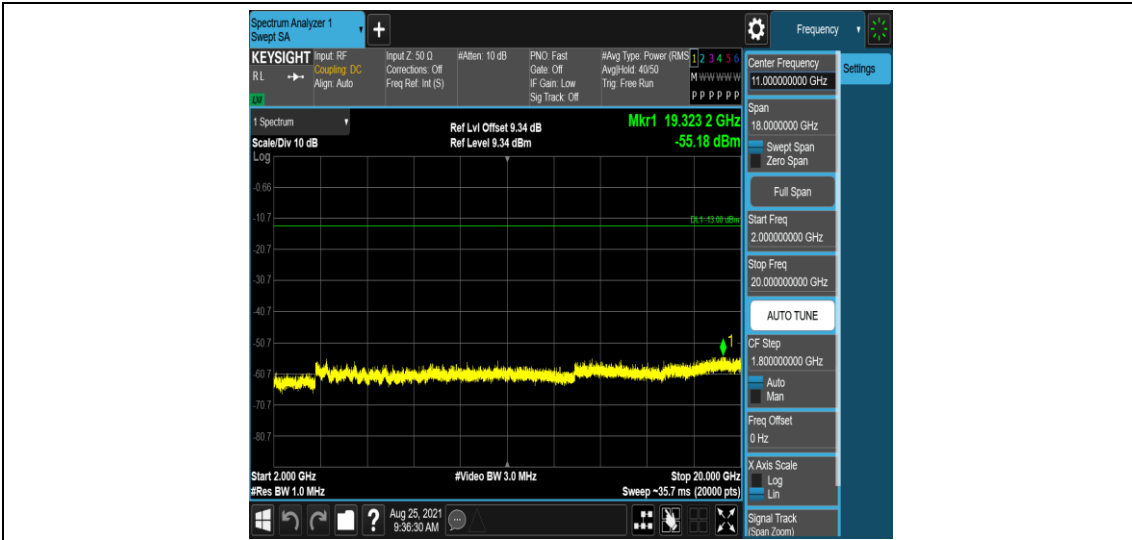 Spectrum Analyzer 1
Swept SA
+
Frequency
KEYSIGHT
RL
LXI
Input: RF
Coupling: DC
Align: Auto
Input Z: 50 Ω
Corrections: Off
Freq Ref: Int (S)
#Atten: 10 dB
PNO: Fast
Gate: Off
IF Gain: Low
Sig Track: Off
#Avg Type: Power (RMS
Avg|Hold: 40/50
Trig: Free Run
1 2 3 4 5 6
M W W W W W
P P P P P P
Center Frequency
11.000000000 GHz
Settings
Span
18.0000000 GHz
Swept Span
Zero Span
Full Span
Start Freq
2.000000000 GHz
Stop Freq
20.000000000 GHz
AUTO TUNE
CF Step
1.800000000 GHz
Auto
Man
Freq Offset
0 Hz
X Axis Scale
Log
Lin
Signal Track
(Span Zoom)
1 Spectrum
Scale/Div 10 dB
Log
Ref Lvl Offset 9.34 dB
Ref Level 9.34 dBm
Mkr1 19.323 2 GHz
-55.18 dBm
-0.66
-10.7
DL1 -13.00 dBm
-20.7
-30.7
-40.7
-50.7
1
-60.7
-70.7
-80.7
Start 2.000 GHz
#Video BW 3.0 MHz
Stop 20.000 GHz
#Res BW 1.0 MHz
Sweep ~35.7 ms (20000 pts)
?
Aug 25, 2021
9:36:30 AM